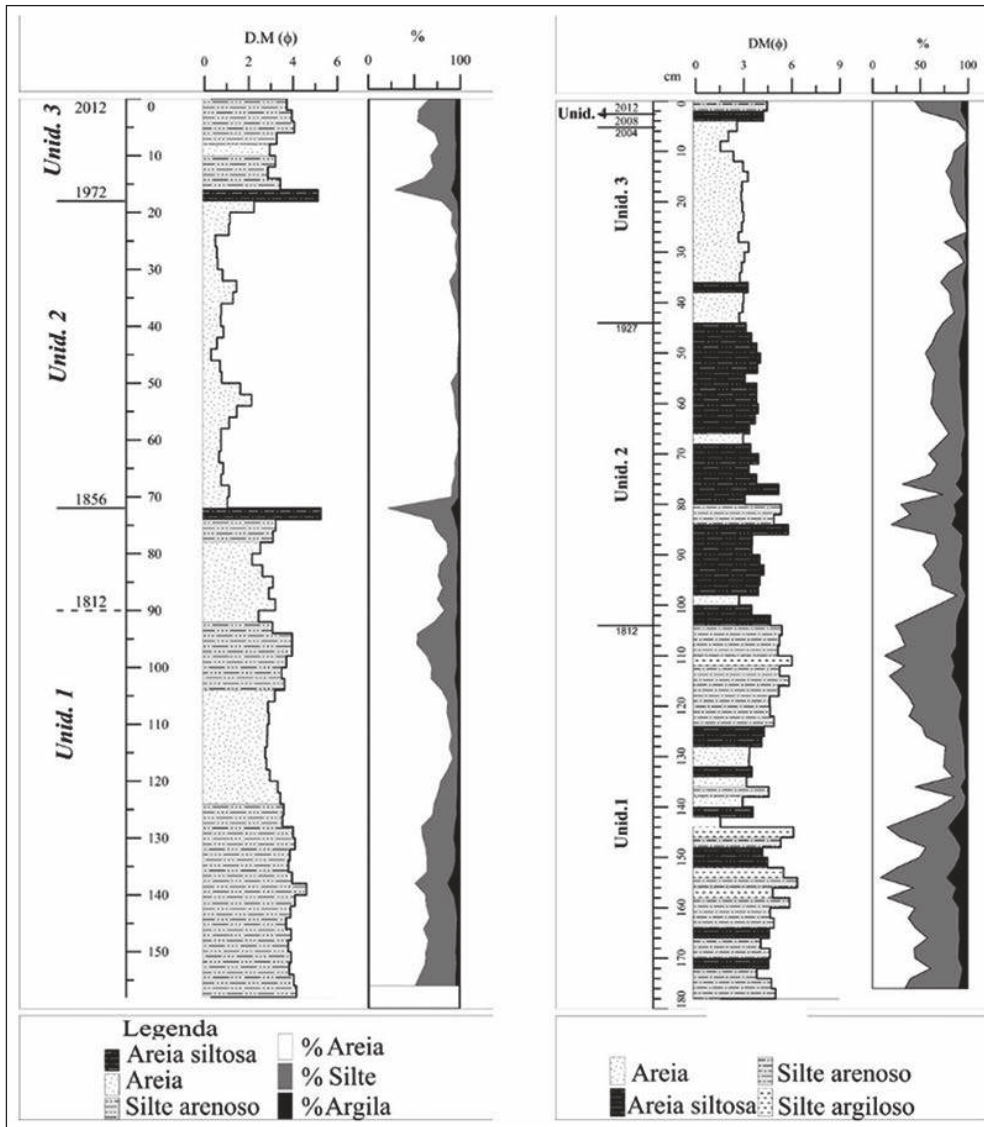 D.M (ϕ)
%
0 2 4 6
0 100
Unid. 3
2012
0
10
1972
20
Unid. 2
30
40
50
60
70
1856
80
1812
90
Unid. 1
100
110
120
130
140
150
Legenda
Areia siltosa
Areia
Silte arenoso
% Areia
% Silte
% Argila
DM(ϕ)
%
cm
0 3 6 9
0 50 100
2012
0
Unid. 4
2008
2004
10
Unid. 3
20
30
40
1927
50
60
Unid. 2
70
80
90
100
1812
110
120
130
Unid.1
140
150
160
170
180
Areia
Areia siltosa
Silte arenoso
Silte argiloso